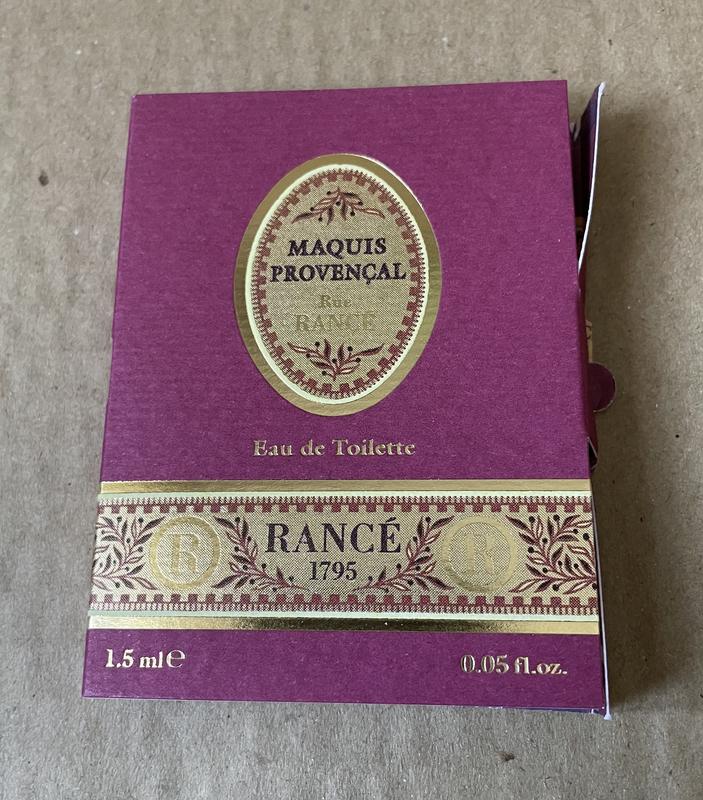 MAQUIS
PROVENÇAL
Rue
RANCÉ
Eau de Toilette
R RANCÉ R
1795
1.5 ml℮ 0.05 fl.oz.